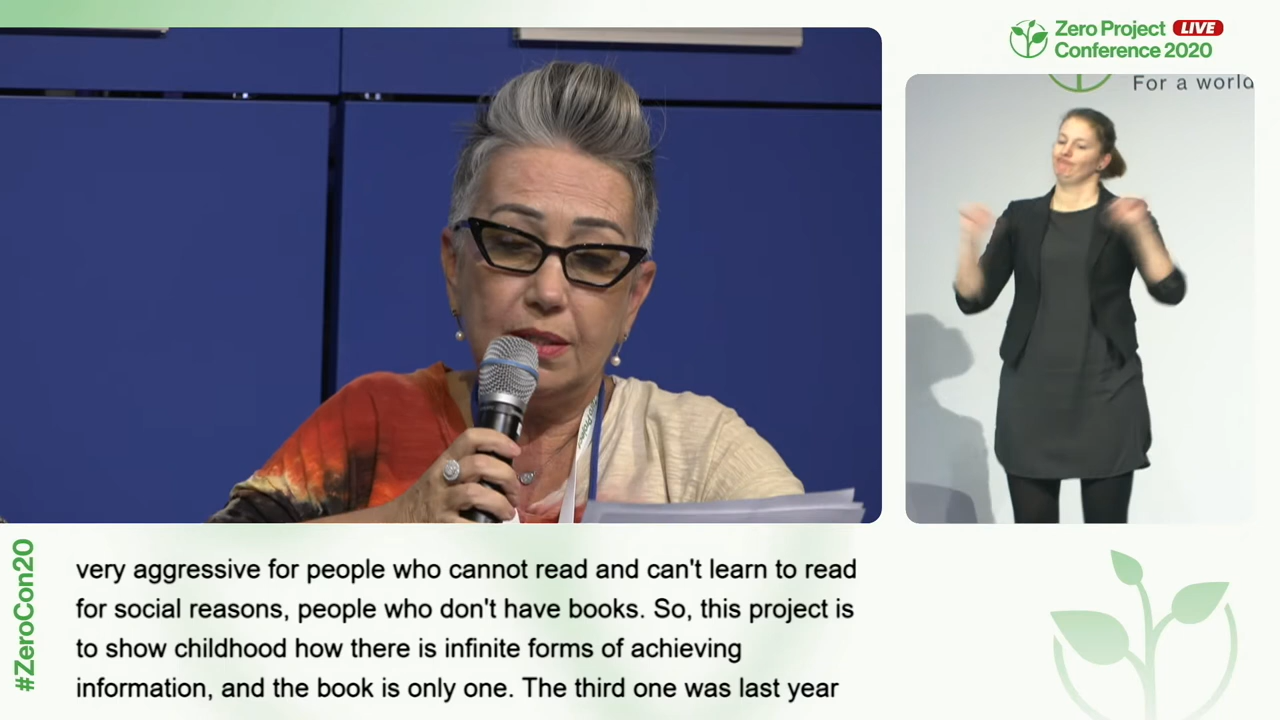 Zero Project LIVE
Conference 2020
For a world
very aggressive for people who cannot read and can't learn to read
for social reasons, people who don't have books. So, this project is
to show childhood how there is infinite forms of achieving
information, and the book is only one. The third one was last year
#ZeroCon20